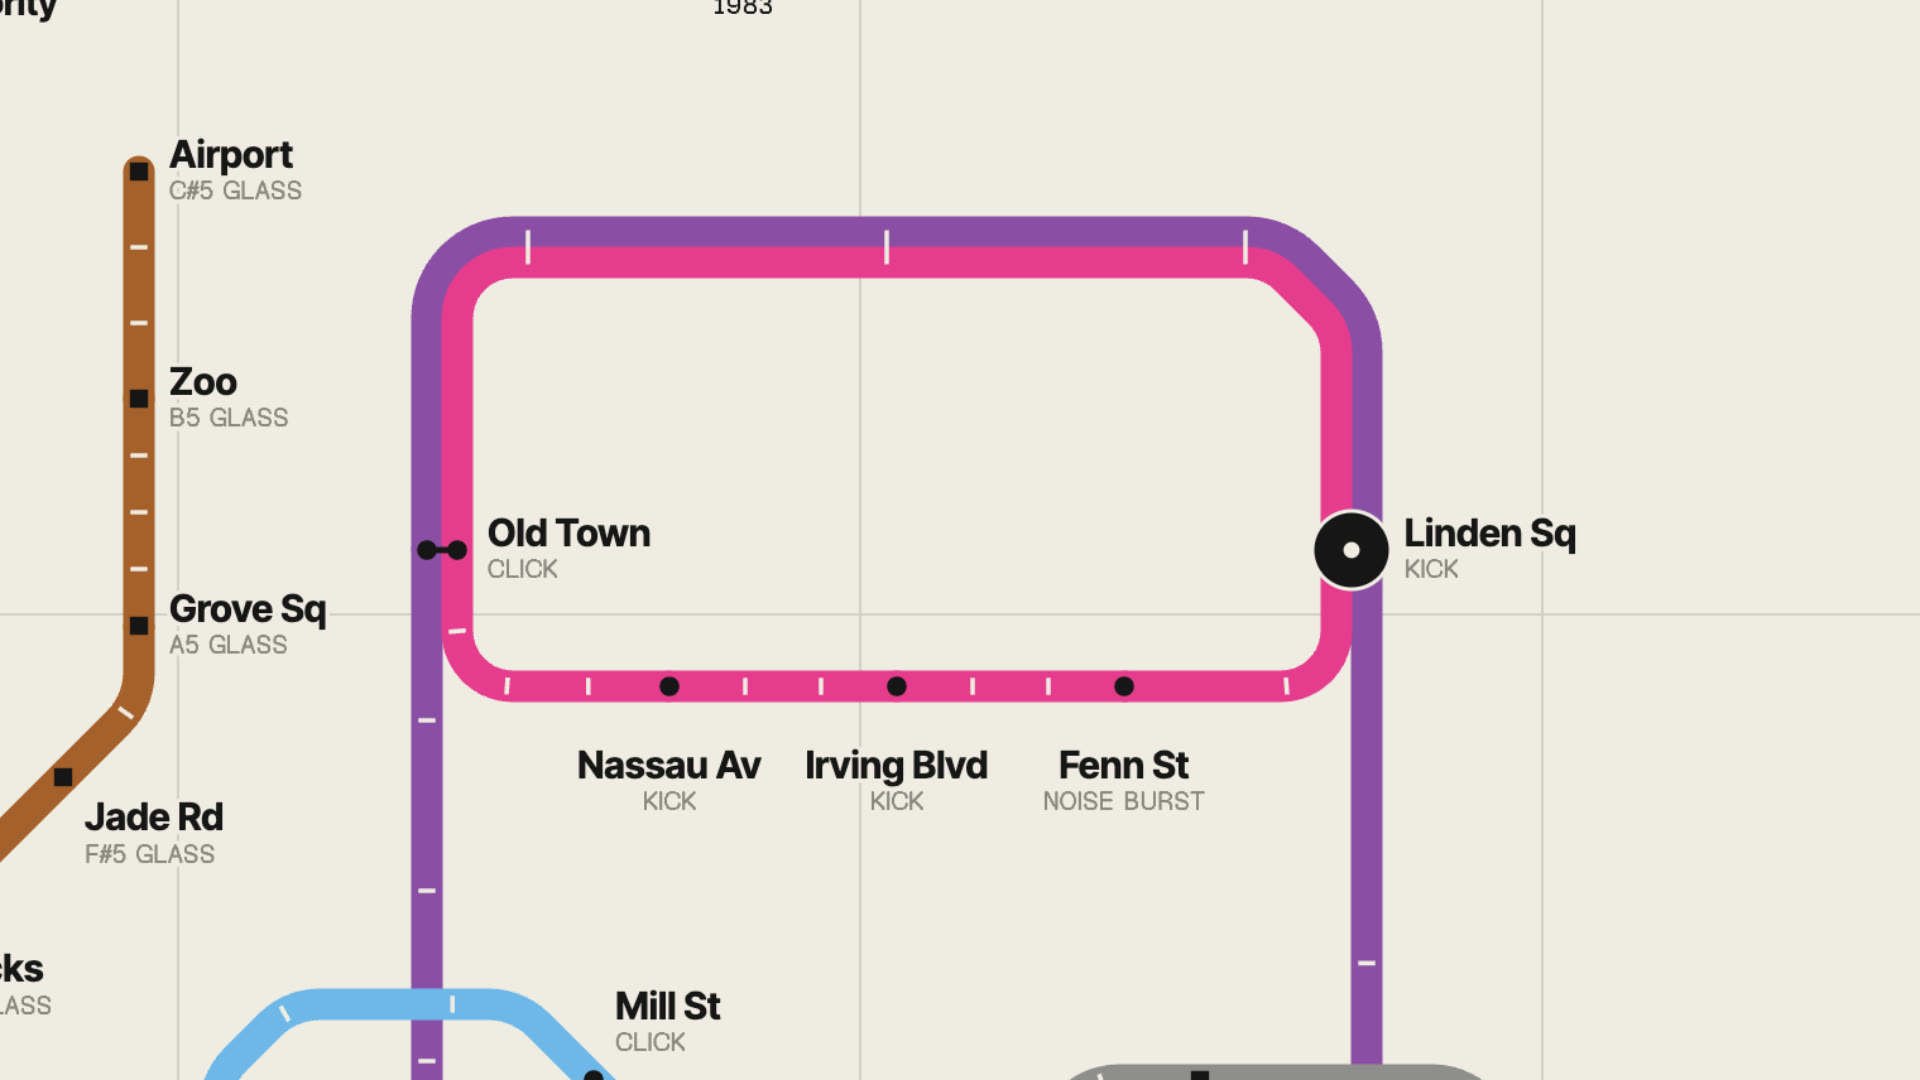 1983
Airport
C#5 GLASS
Zoo
B5 GLASS
Old Town
CLICK
Linden Sq
KICK
Grove Sq
A5 GLASS
Nassau Av
KICK
Irving Blvd
KICK
Fenn St
NOISE BURST
Jade Rd
F#5 GLASS
Mill St
CLICK